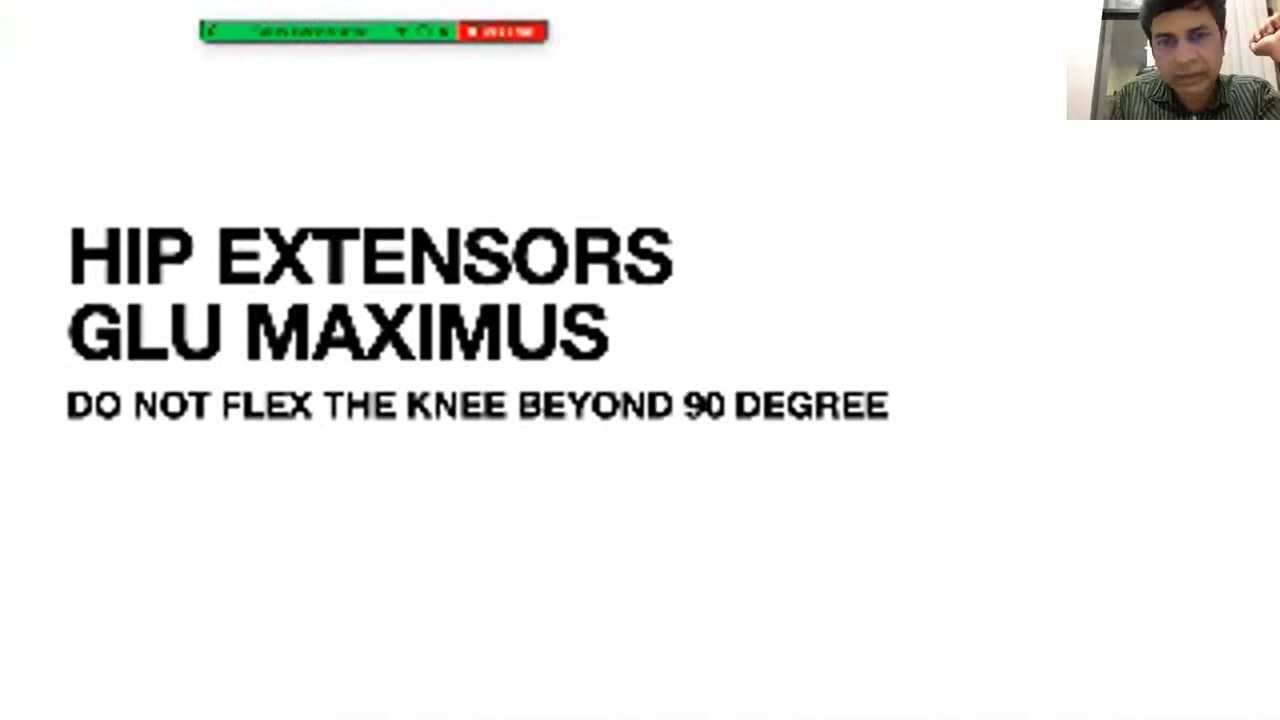 HIP EXTENSORS
GLU MAXIMUS
DO NOT FLEX THE KNEE BEYOND 90 DEGREE